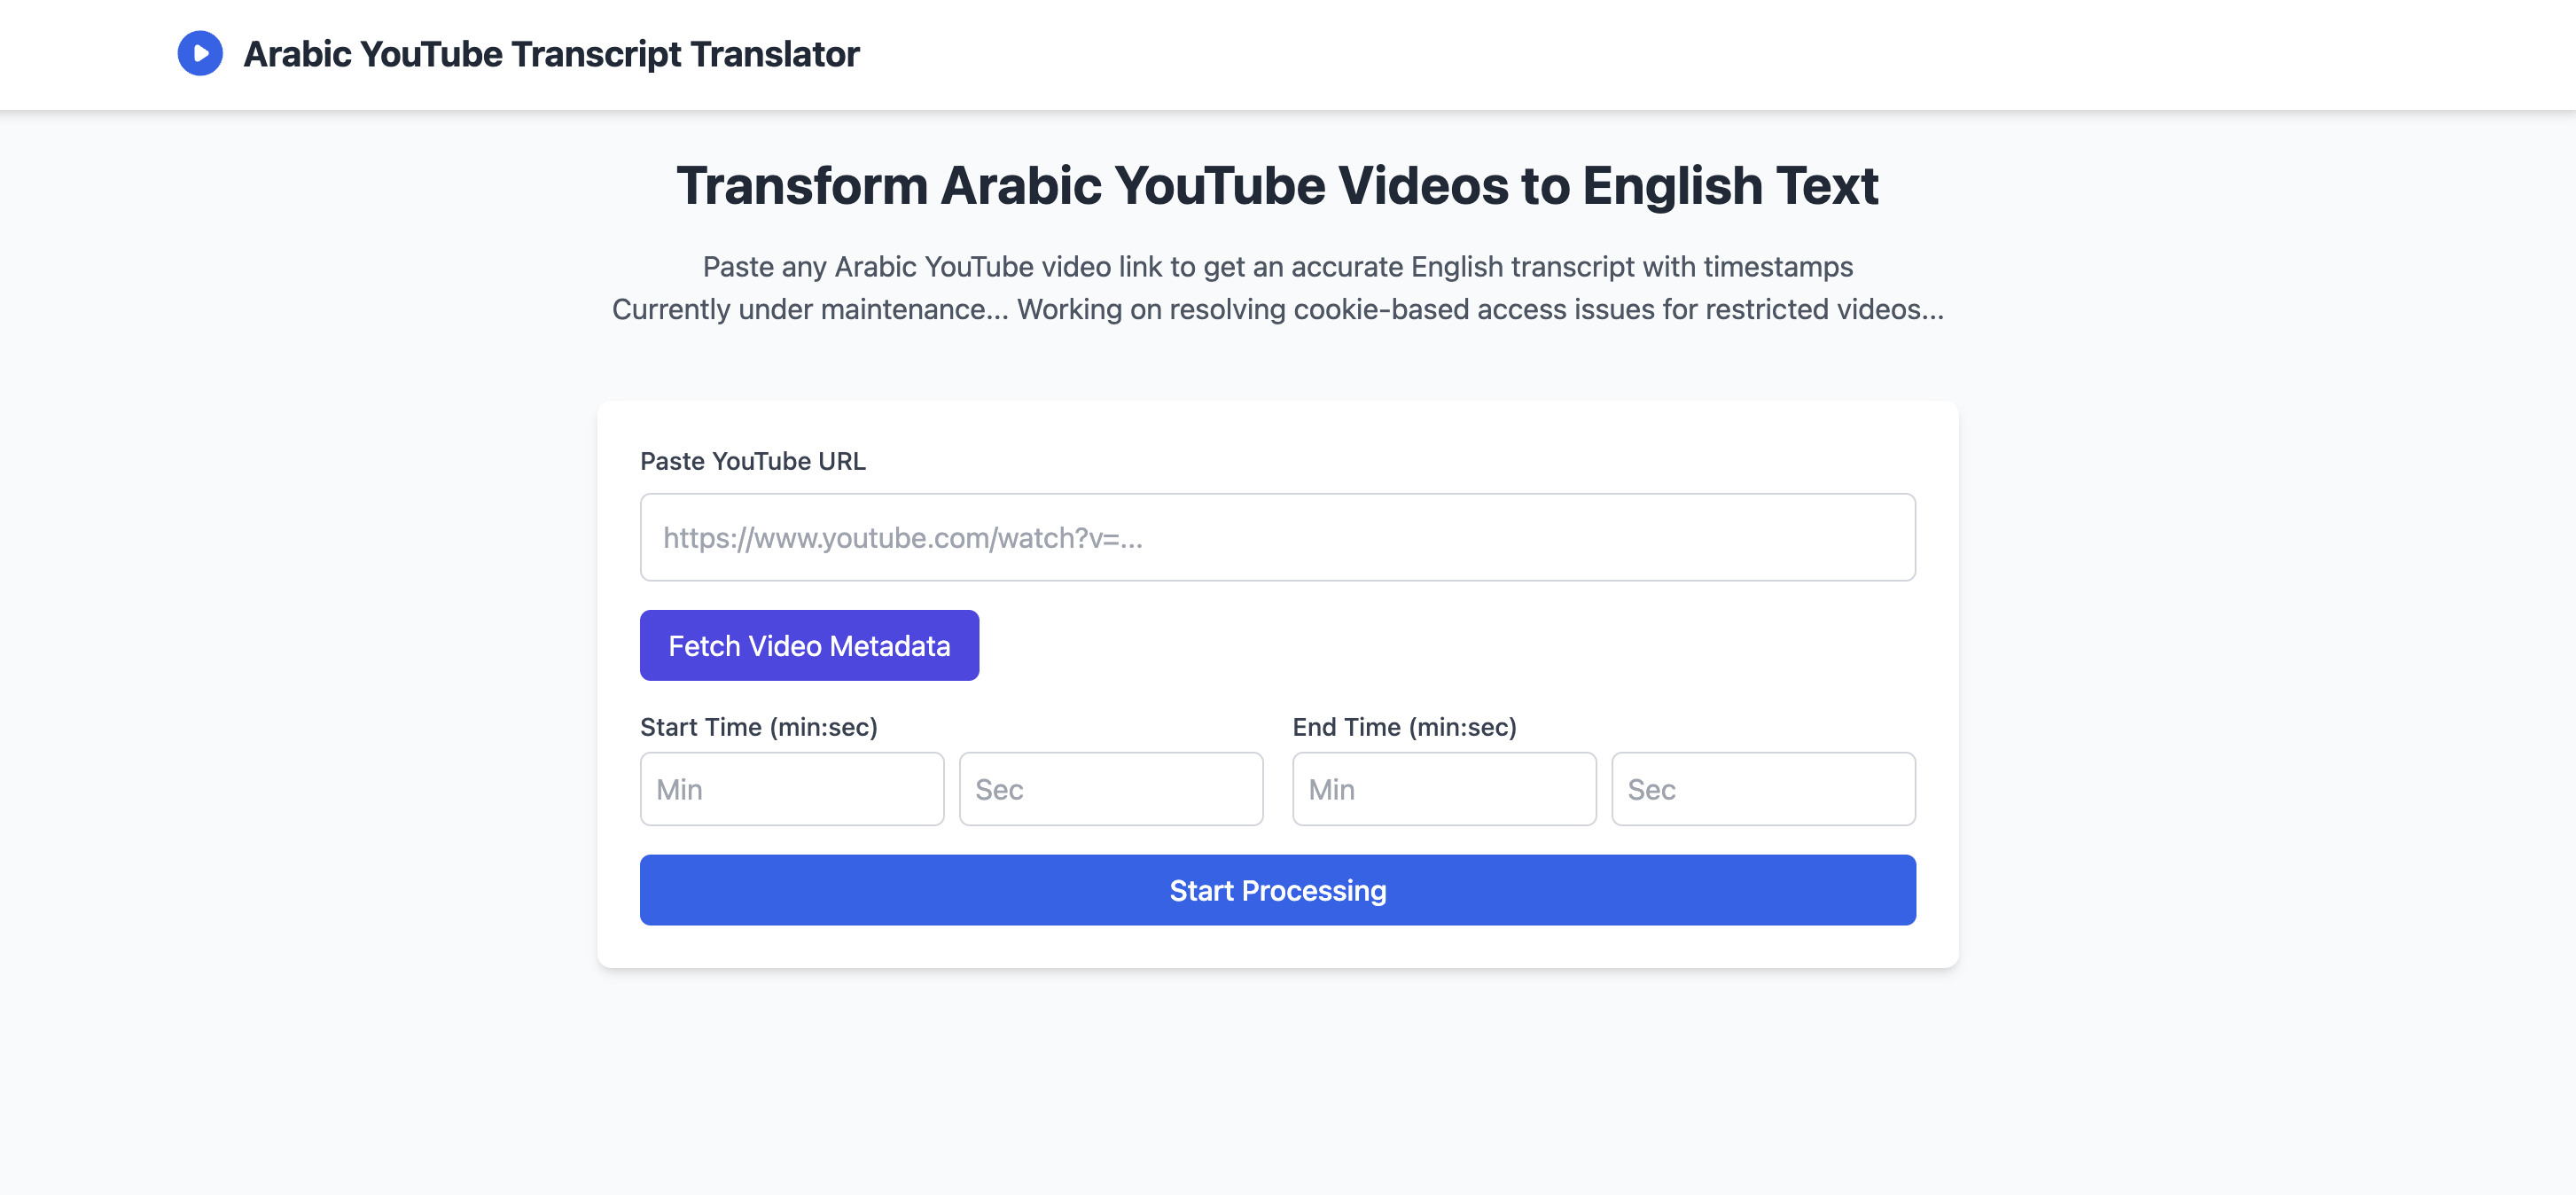 Arabic YouTube Transcript Translator
Transform Arabic YouTube Videos to English Text
Paste any Arabic YouTube video link to get an accurate English transcript with timestamps
Currently under maintenance... Working on resolving cookie-based access issues for restricted videos...
Paste YouTube URL
https://www.youtube.com/watch?v=...
Fetch Video Metadata
Start Time (min:sec) End Time (min:sec)
Min Sec Min Sec
Start Processing